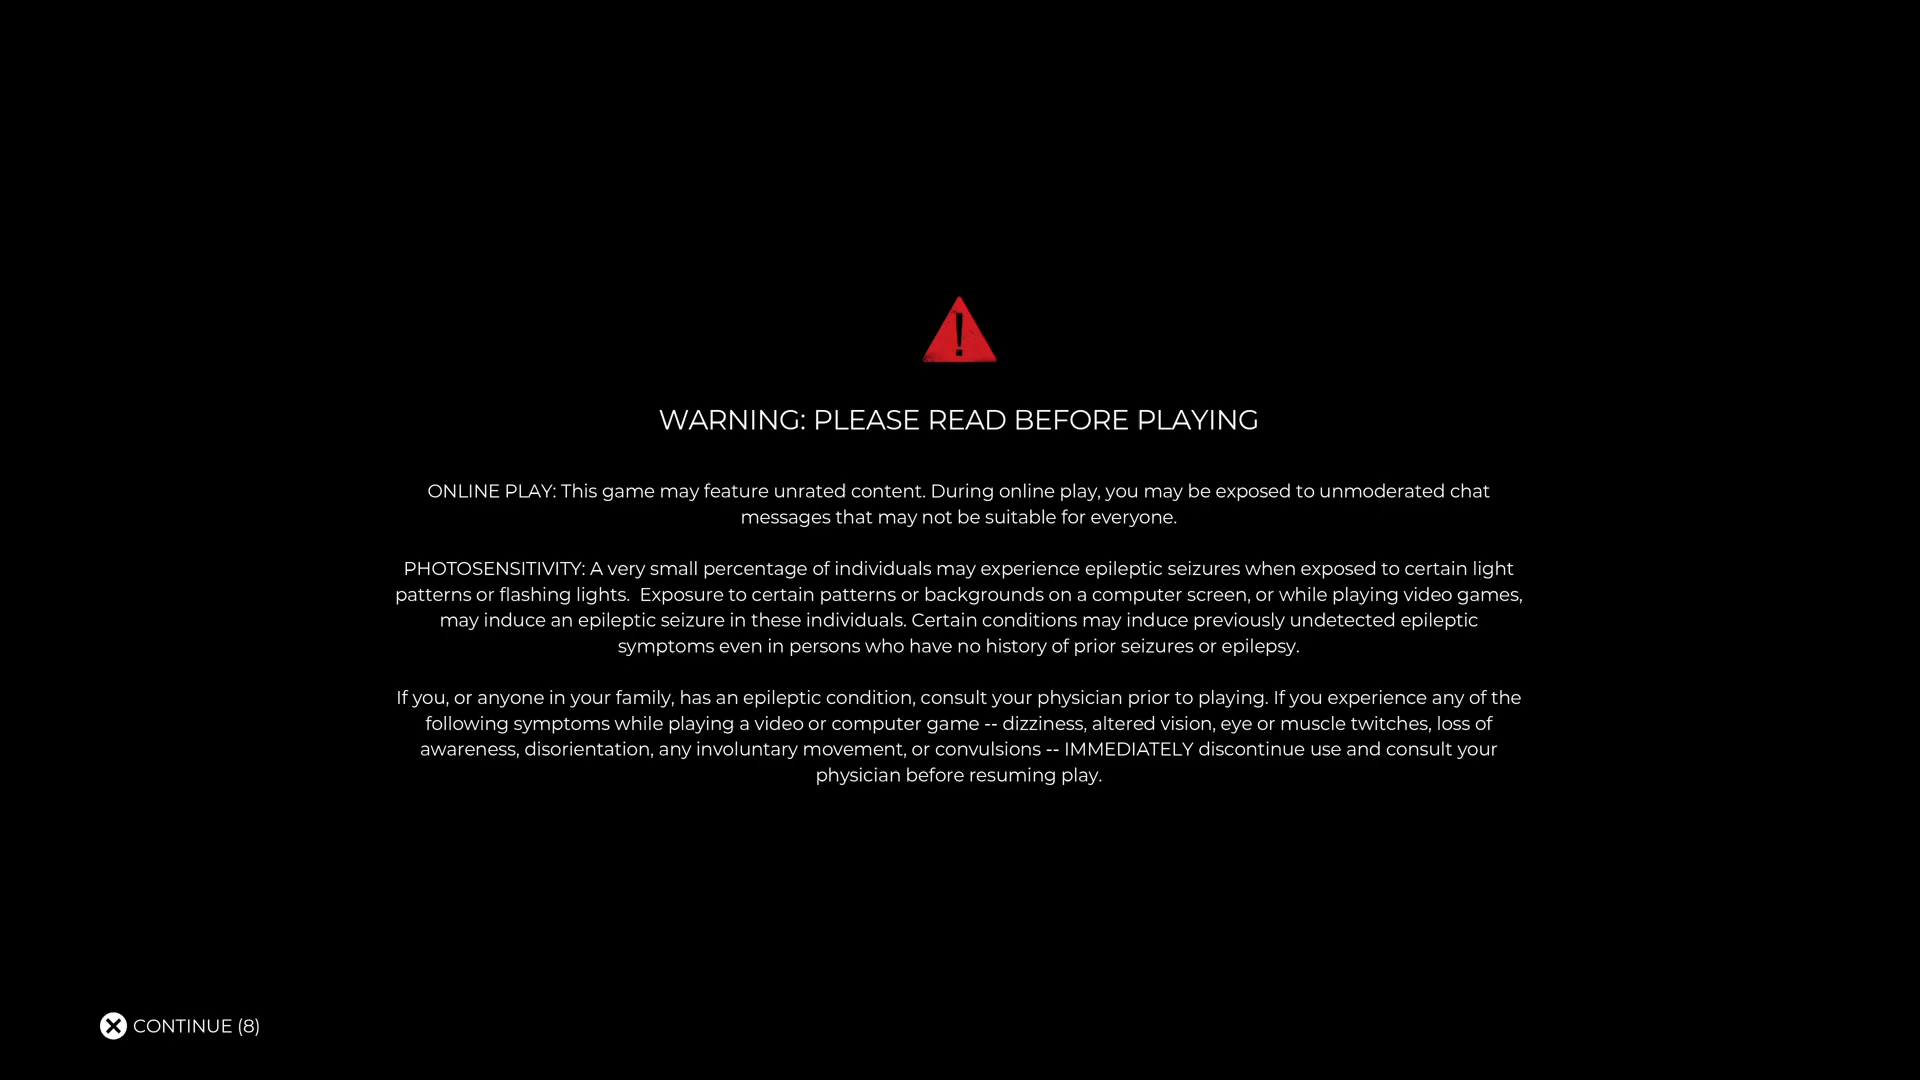 !
WARNING: PLEASE READ BEFORE PLAYING
ONLINE PLAY: This game may feature unrated content. During online play, you may be exposed to unmoderated chat
messages that may not be suitable for everyone.
PHOTOSENSITIVITY: A very small percentage of individuals may experience epileptic seizures when exposed to certain light
patterns or flashing lights.  Exposure to certain patterns or backgrounds on a computer screen, or while playing video games,
may induce an epileptic seizure in these individuals. Certain conditions may induce previously undetected epileptic
symptoms even in persons who have no history of prior seizures or epilepsy.
If you, or anyone in your family, has an epileptic condition, consult your physician prior to playing. If you experience any of the
following symptoms while playing a video or computer game -- dizziness, altered vision, eye or muscle twitches, loss of
awareness, disorientation, any involuntary movement, or convulsions -- IMMEDIATELY discontinue use and consult your
physician before resuming play.
CONTINUE (8)